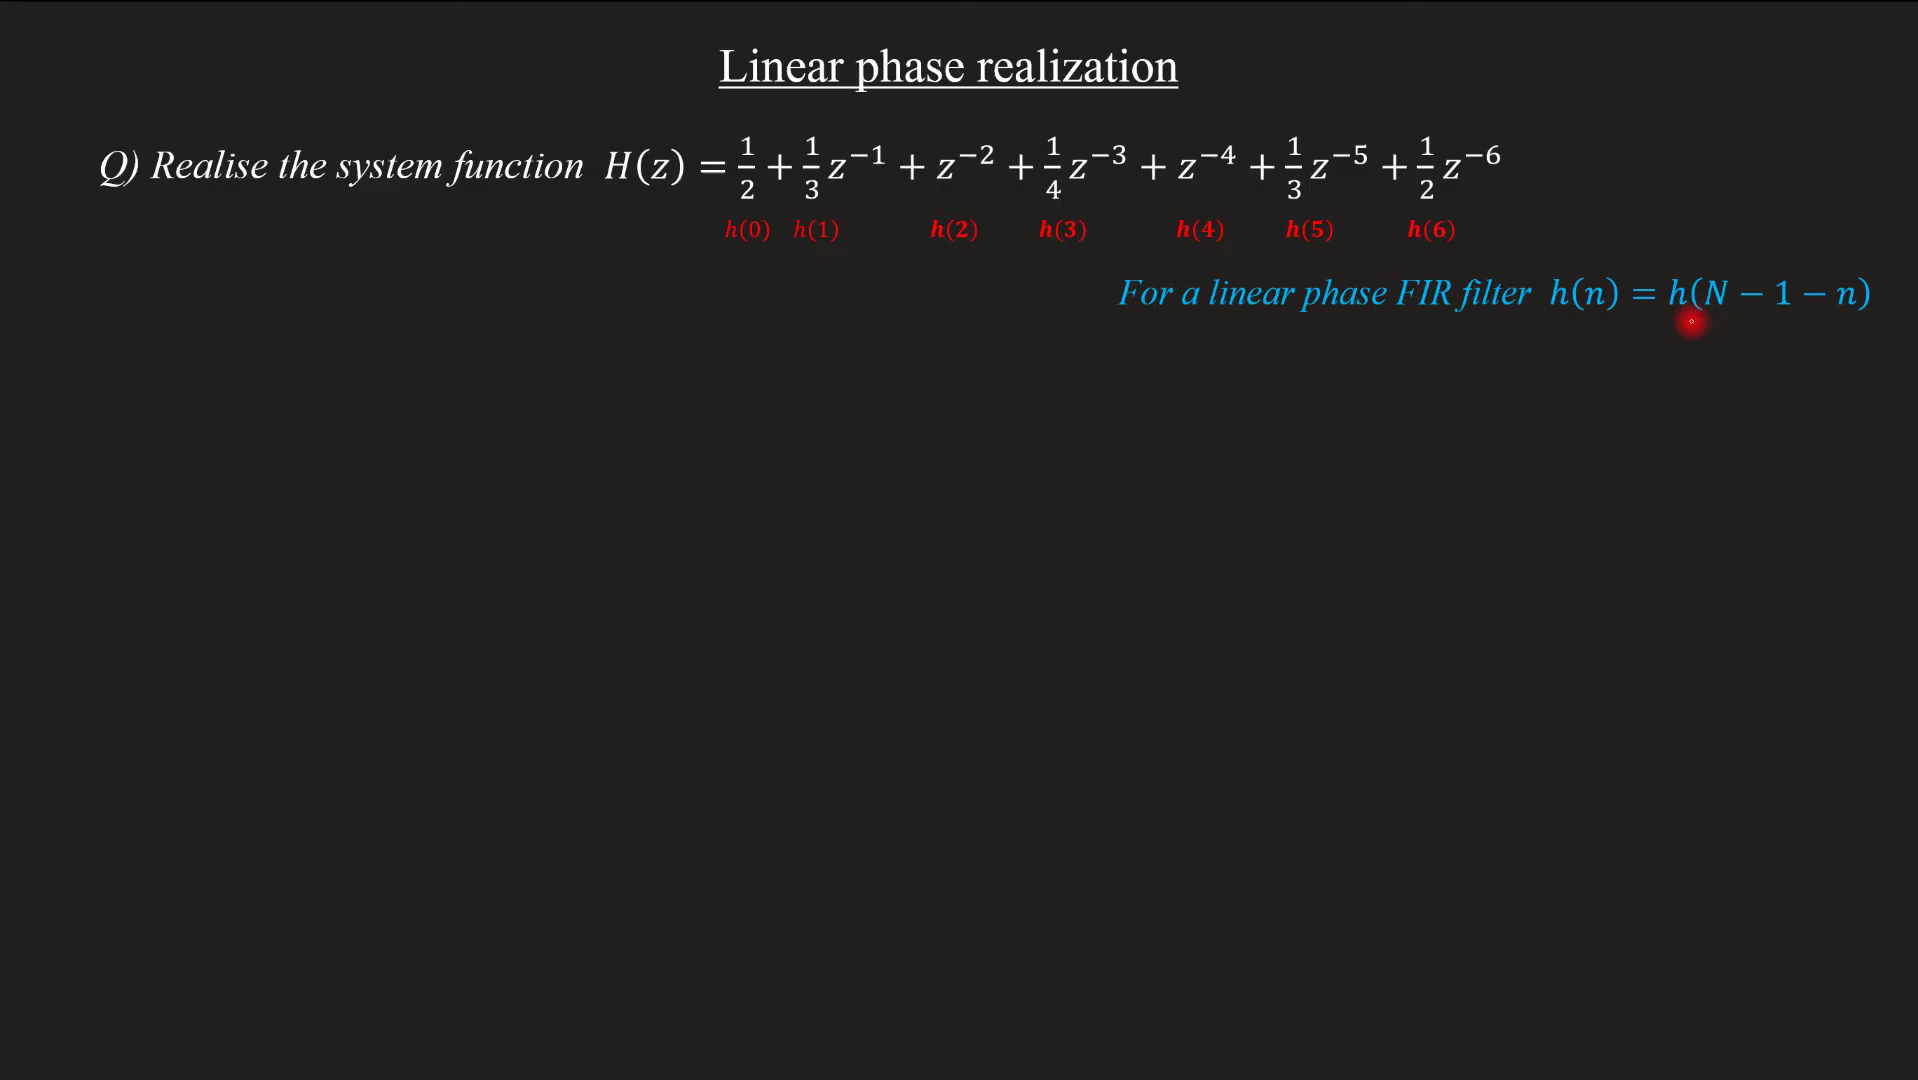 Linear phase realization
Q) Realise the system function H(z) = 1/2 + 1/3 z⁻¹ + z⁻² + 1/4 z⁻³ + z⁻⁴ + 1/3 z⁻⁵ + 1/2 z⁻⁶
h(0) h(1) h(2) h(3) h(4) h(5) h(6)
For a linear phase FIR filter h(n) = h(N − 1 − n)